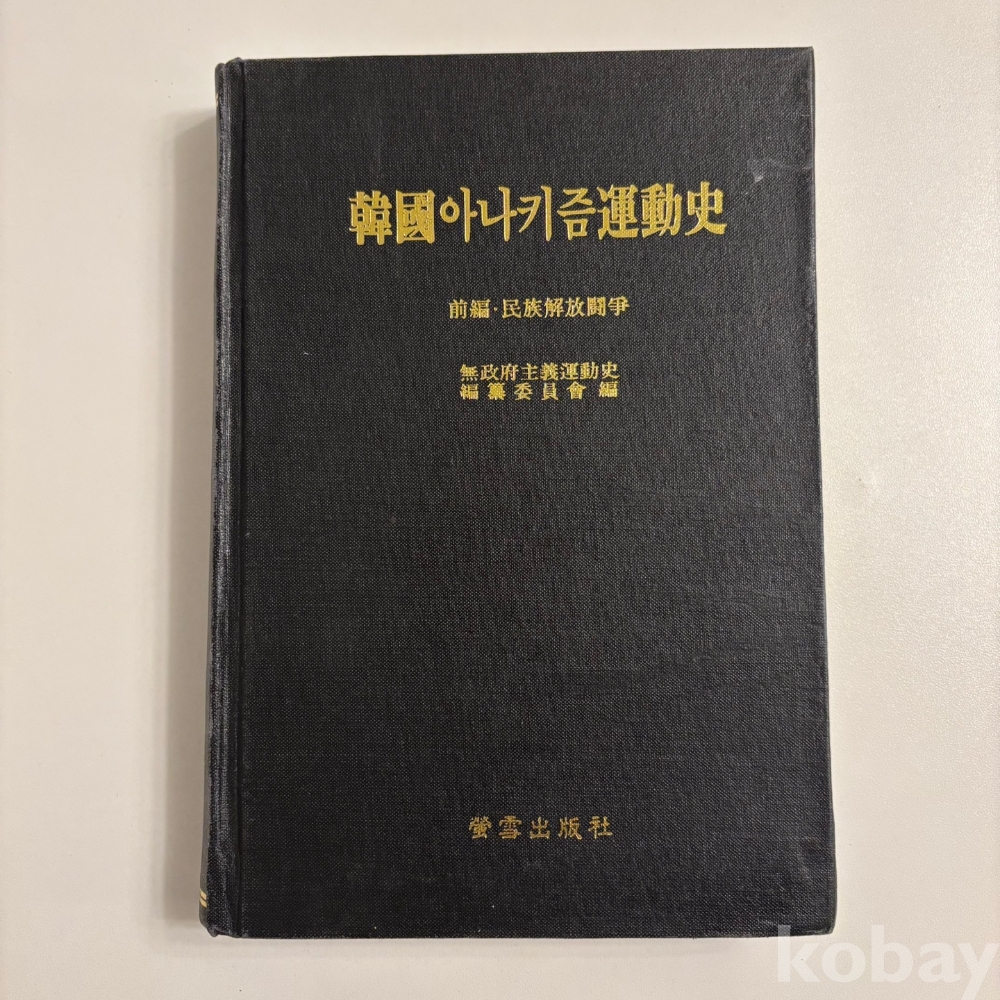 韓國아나키즘運動史
前編·民族解放鬪爭
無政府主義運動史
編纂委員會 編
螢雪出版社
kobay